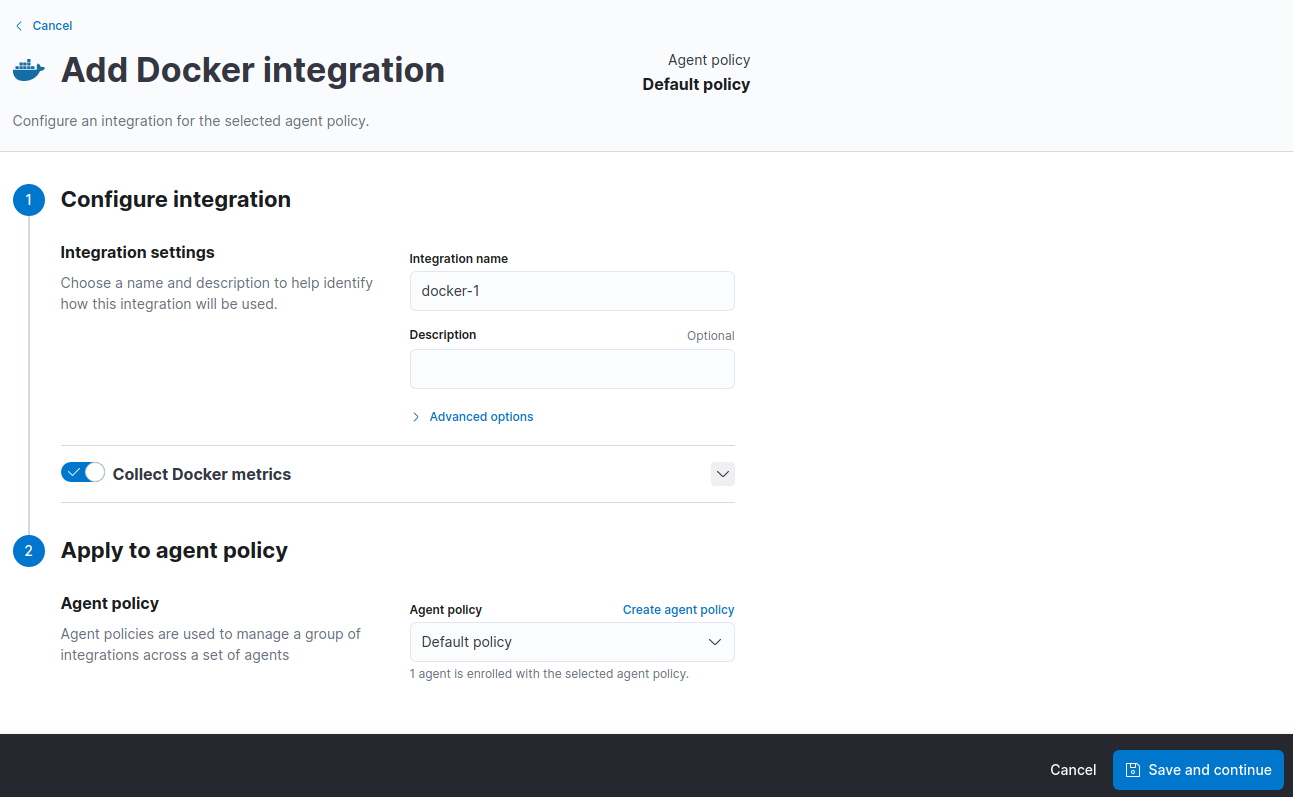 Cancel
Add Docker integration
Agent policy
Default policy
Configure an integration for the selected agent policy.
1
Configure integration
Integration settings
Choose a name and description to help identify
how this integration will be used.
Integration name
docker-1
Description
Optional
Advanced options
Collect Docker metrics
2
Apply to agent policy
Agent policy
Agent policies are used to manage a group of
integrations across a set of agents
Agent policy
Create agent policy
Default policy
1 agent is enrolled with the selected agent policy.
Cancel
Save and continue